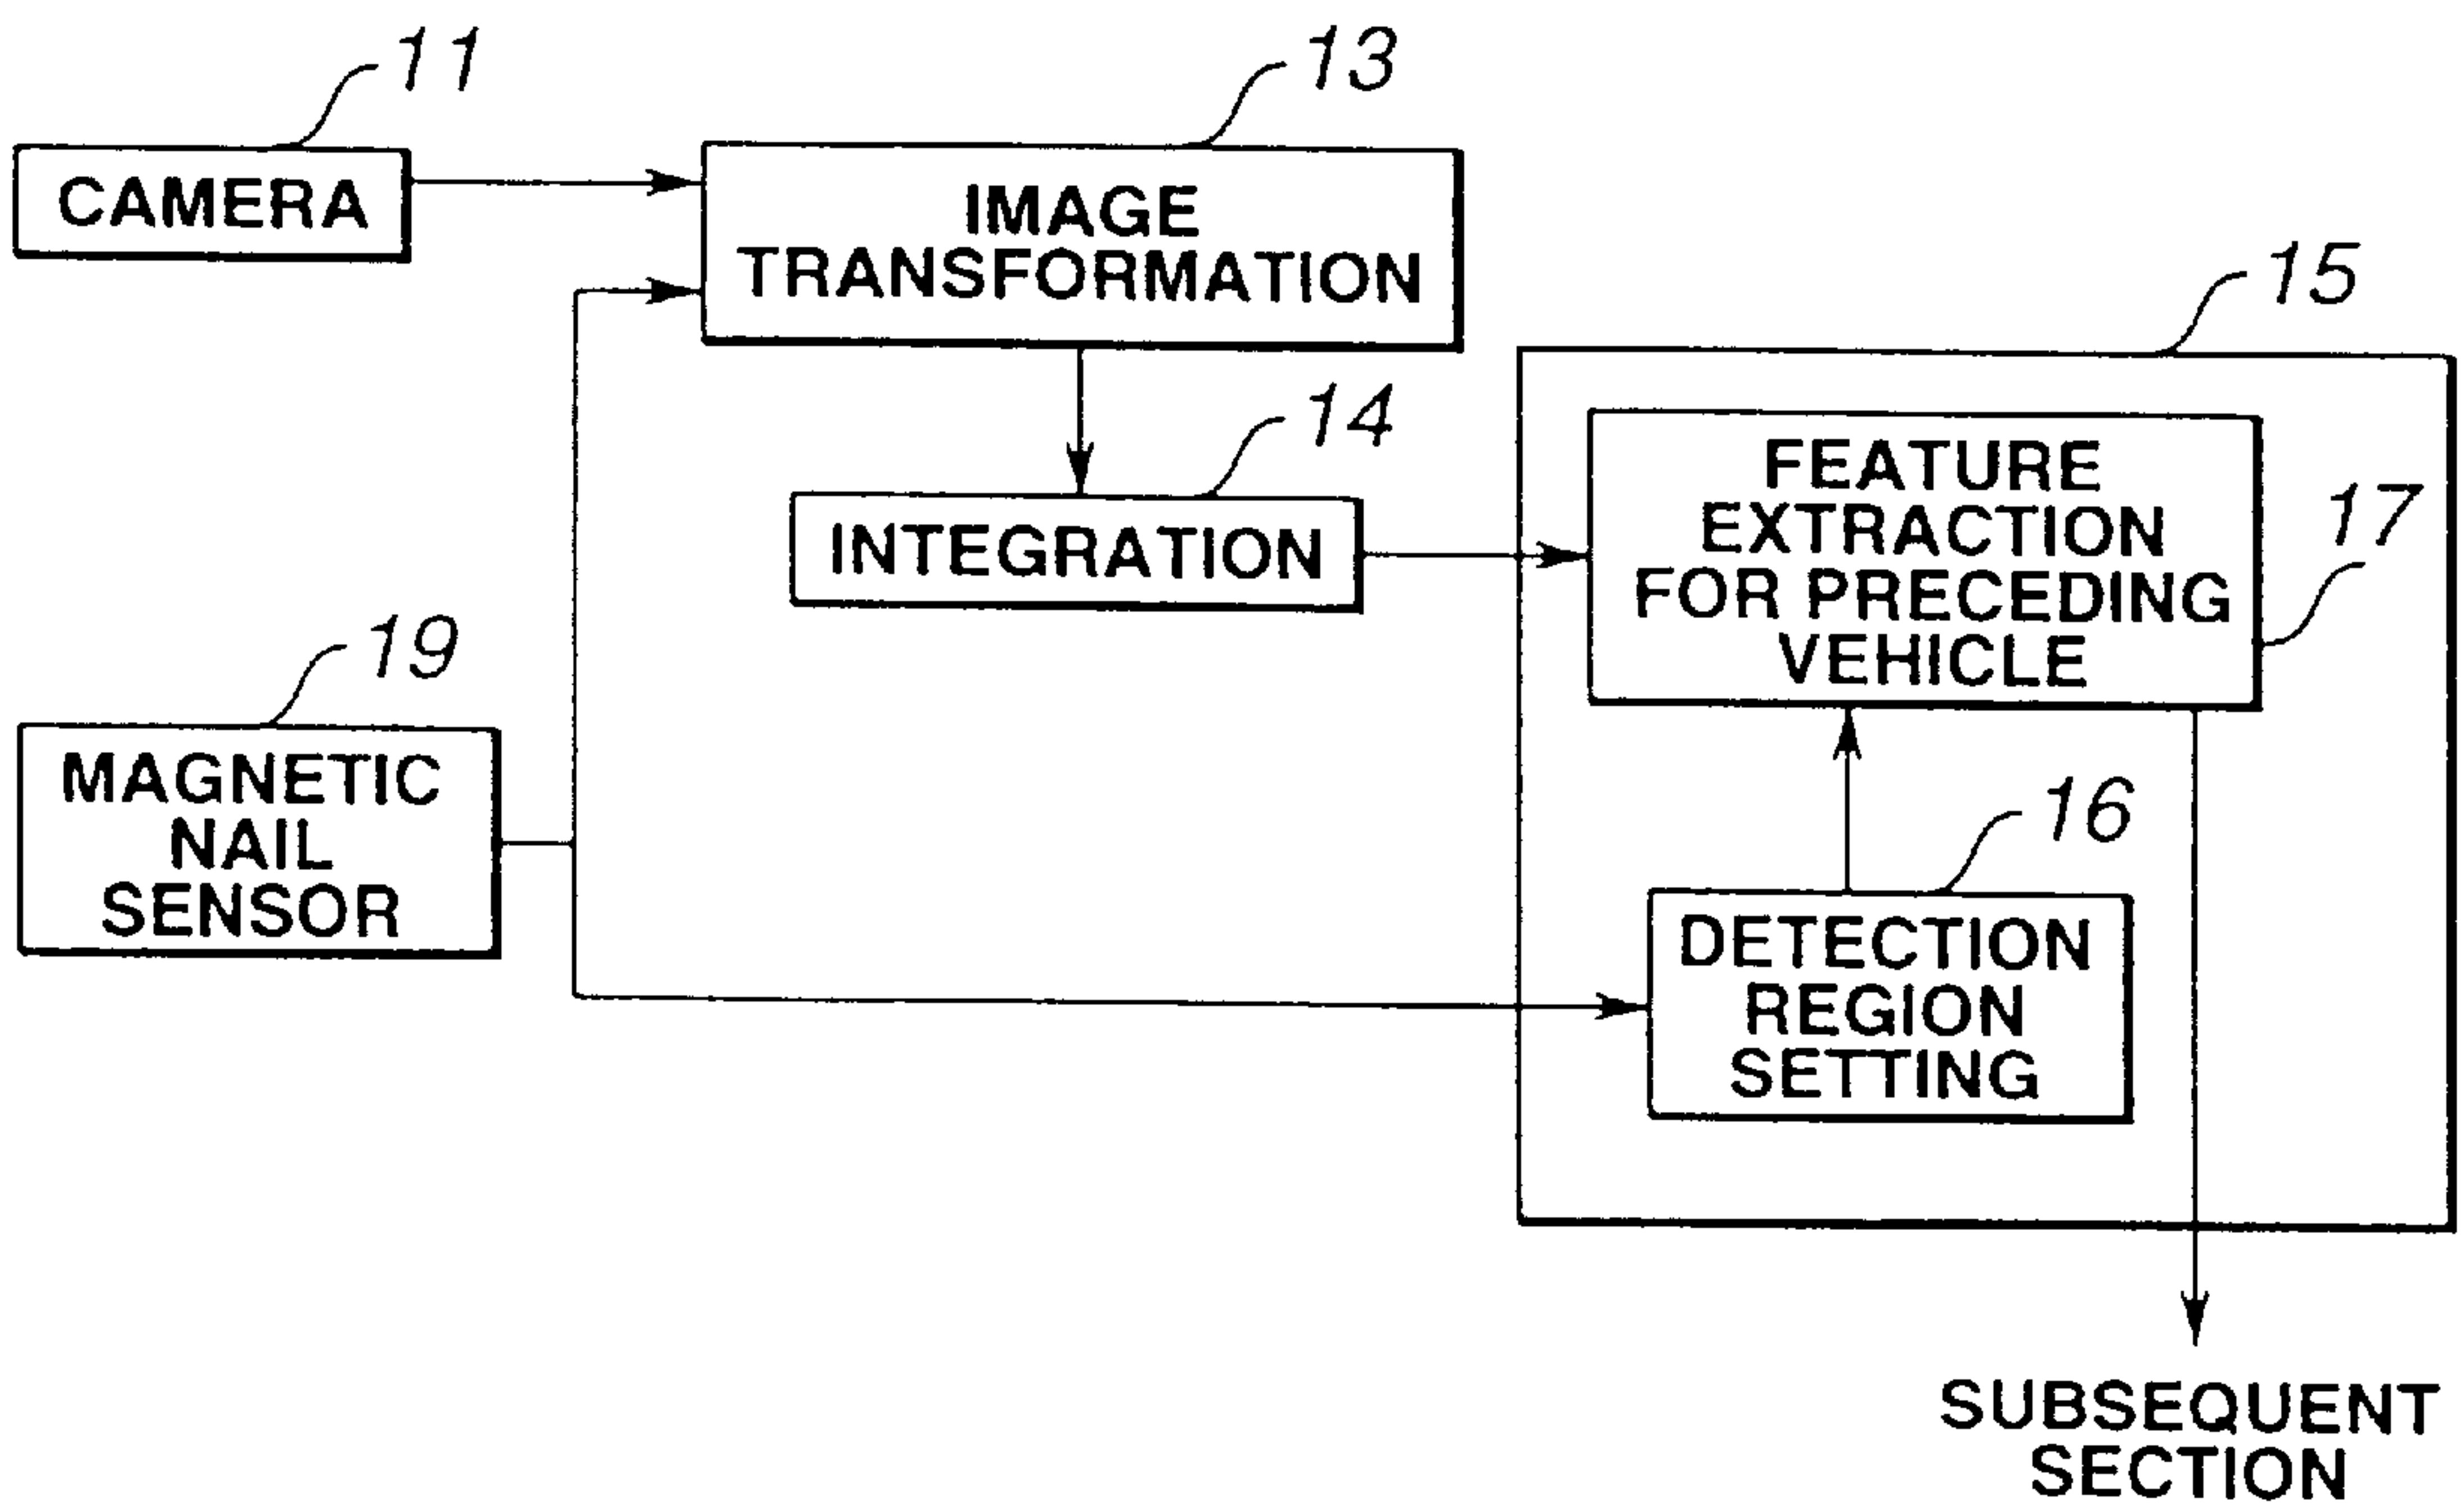 11
CAMERA
13
IMAGE
TRANSFORMATION
14
INTEGRATION
15
FEATURE
EXTRACTION
FOR PRECEDING
VEHICLE
17
19
MAGNETIC
NAIL
SENSOR
16
DETECTION
REGION
SETTING
SUBSEQUENT
SECTION